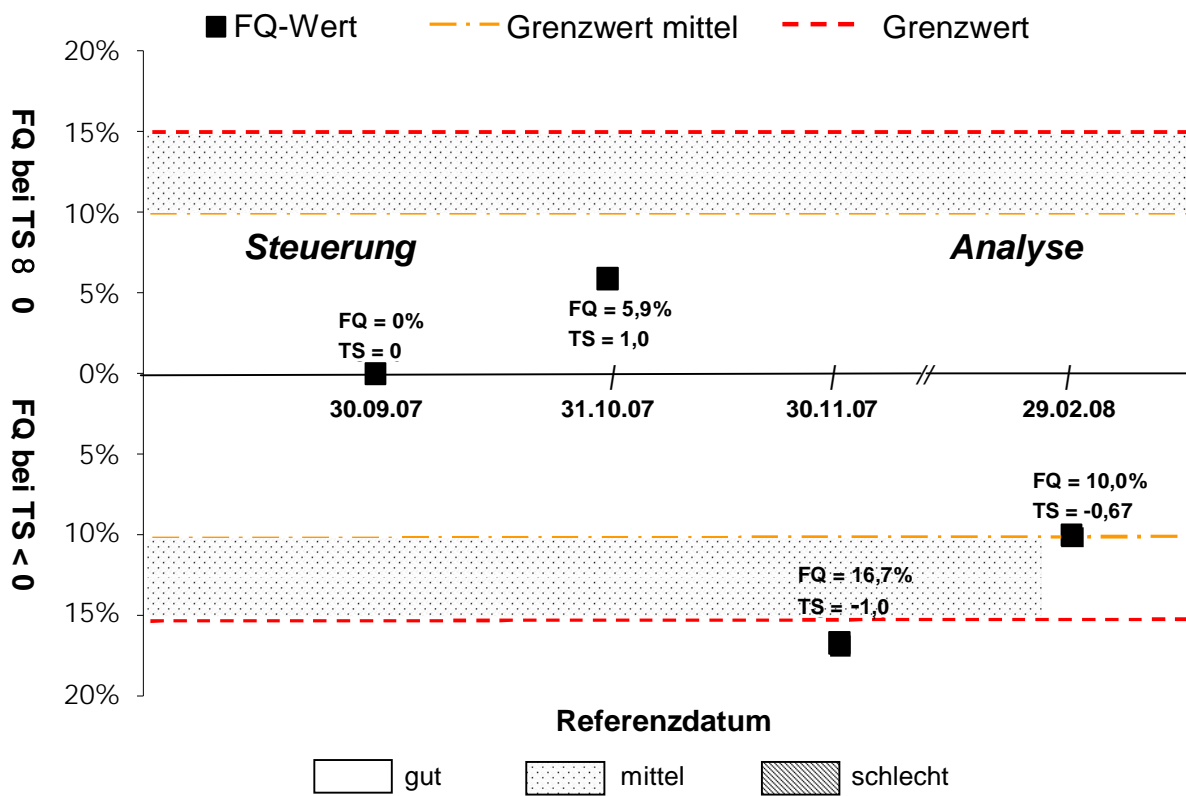 FQ-Wert Grenzwert mittel Grenzwert
20%
15%
10%
5%
0%
5%
10%
15%
20%
FQ bei TS 8 0
FQ bei TS < 0
Steuerung Analyse
FQ = 0%
TS = 0
FQ = 5,9%
TS = 1,0
30.09.07 31.10.07 30.11.07 29.02.08
FQ = 16,7%
TS = -1,0
FQ = 10,0%
TS = -0,67
Referenzdatum
gut mittel schlecht